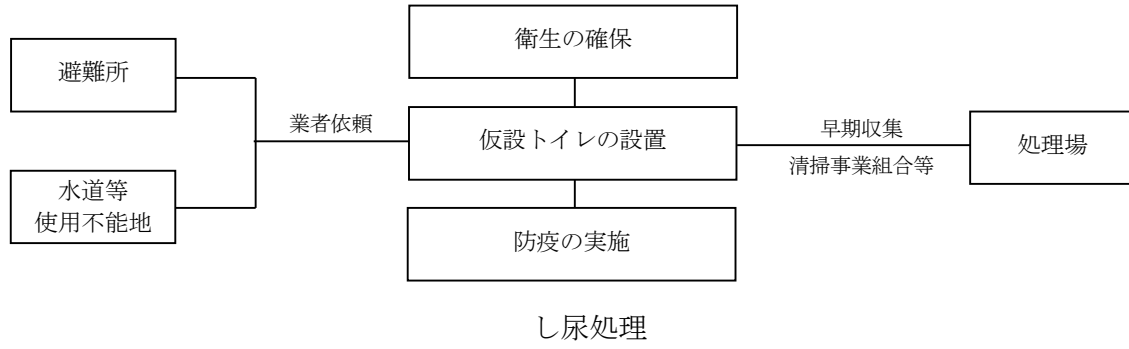 避難所
水道等
使用不能地
業者依頼
衛生の確保
仮設トイレの設置
防疫の実施
早期収集
清掃事業組合等
処理場
し尿処理